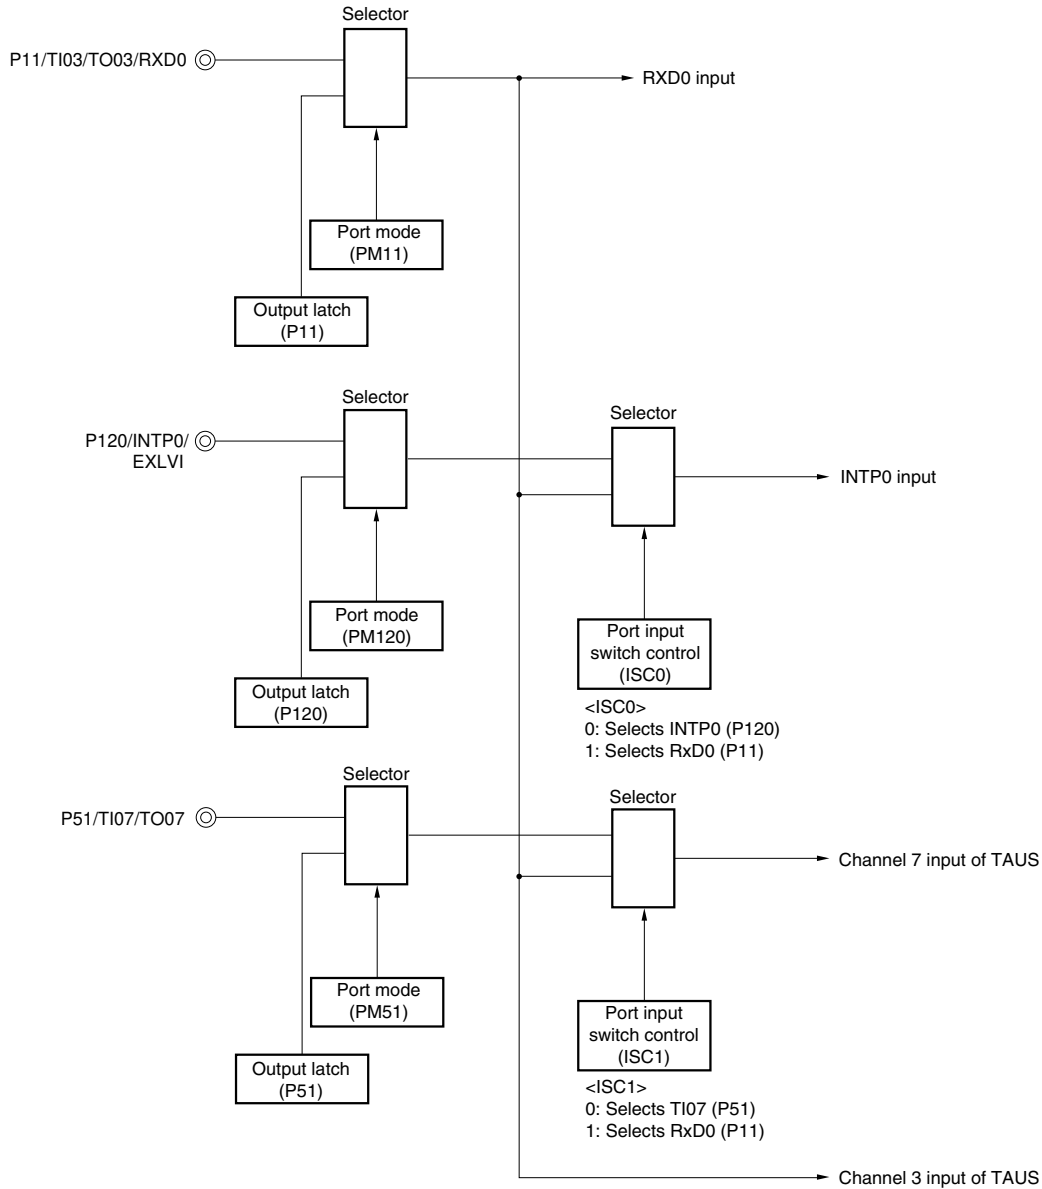 Selector
P11/TI03/TO03/RXD0
RXD0 input
Port mode
(PM11)
Output latch
(P11)
Selector
Selector
P120/INTP0/
EXLVI
INTP0 input
Port mode
(PM120)
Port input
switch control
(ISC0)
Output latch
(P120)
<ISC0>
0: Selects INTP0 (P120)
1: Selects RxD0 (P11)
Selector
Selector
P51/TI07/TO07
Channel 7 input of TAUS
Port mode
(PM51)
Port input
switch control
(ISC1)
Output latch
(P51)
<ISC1>
0: Selects TI07 (P51)
1: Selects RxD0 (P11)
Channel 3 input of TAUS